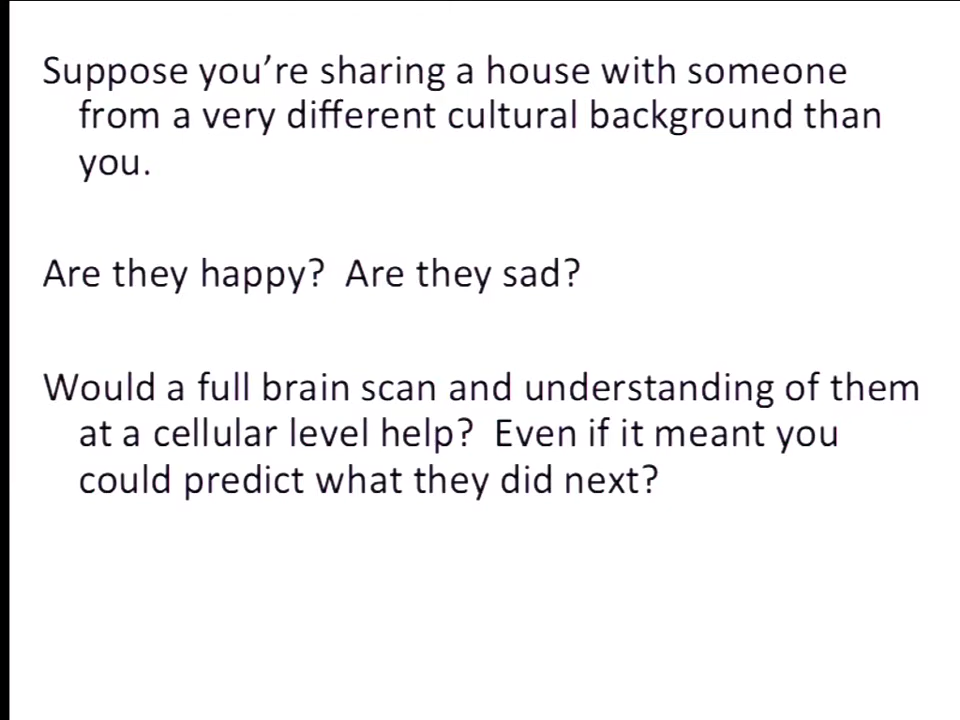 Suppose you’re sharing a house with someone
from a very different cultural background than
you.
Are they happy?  Are they sad?
Would a full brain scan and understanding of them
at a cellular level help?  Even if it meant you
could predict what they did next?